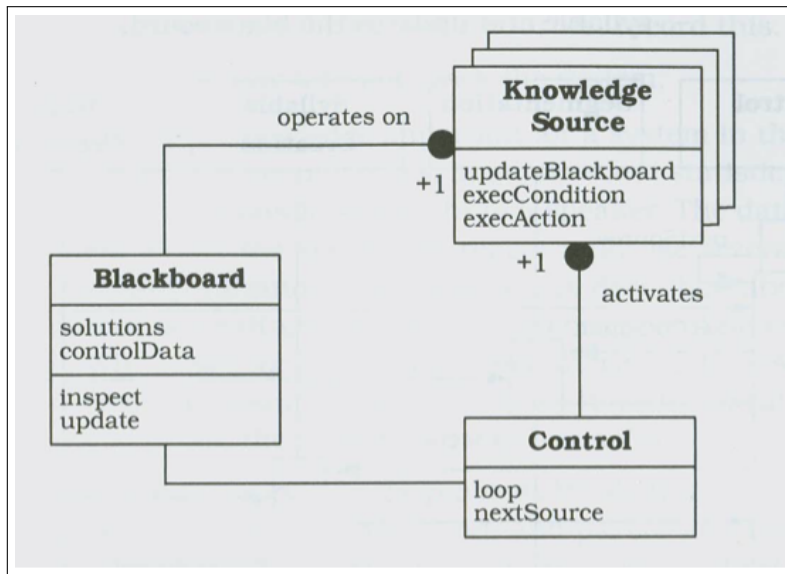 Knowledge
Source
operates on
+1
updateBlackboard
execCondition
execAction
+1
activates
Blackboard
solutions
controlData
inspect
update
Control
loop
nextSource